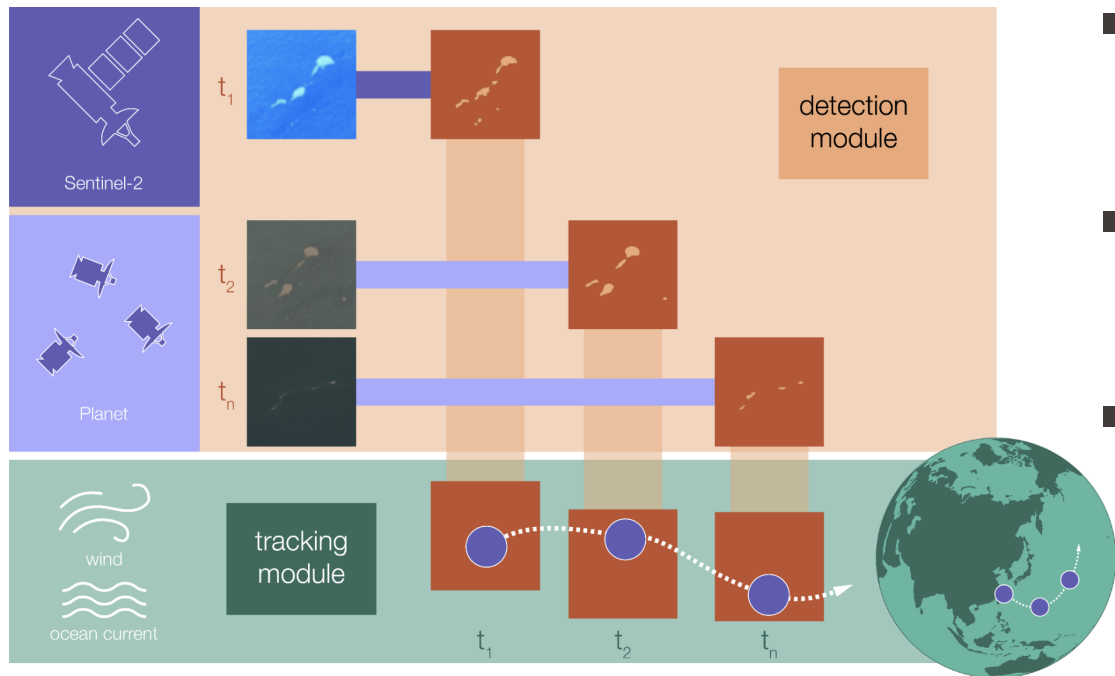 t1
detection
module
Sentinel-2
t2
tn
Planet
wind
tracking
module
ocean current
t1
t2
tn